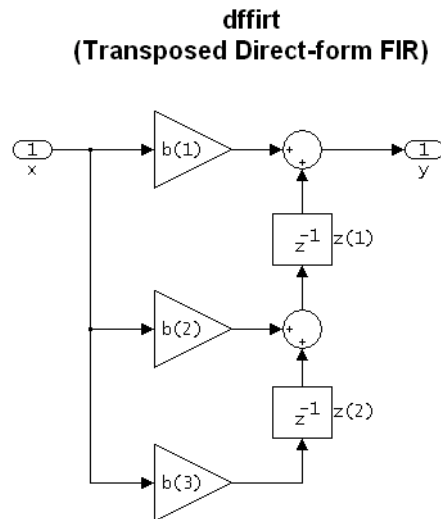 dffirt
(Transposed Direct-form FIR)
1
x
b(1)
+
+
1
y
z⁻¹
z(1)
b(2)
+
+
z⁻¹
z(2)
b(3)